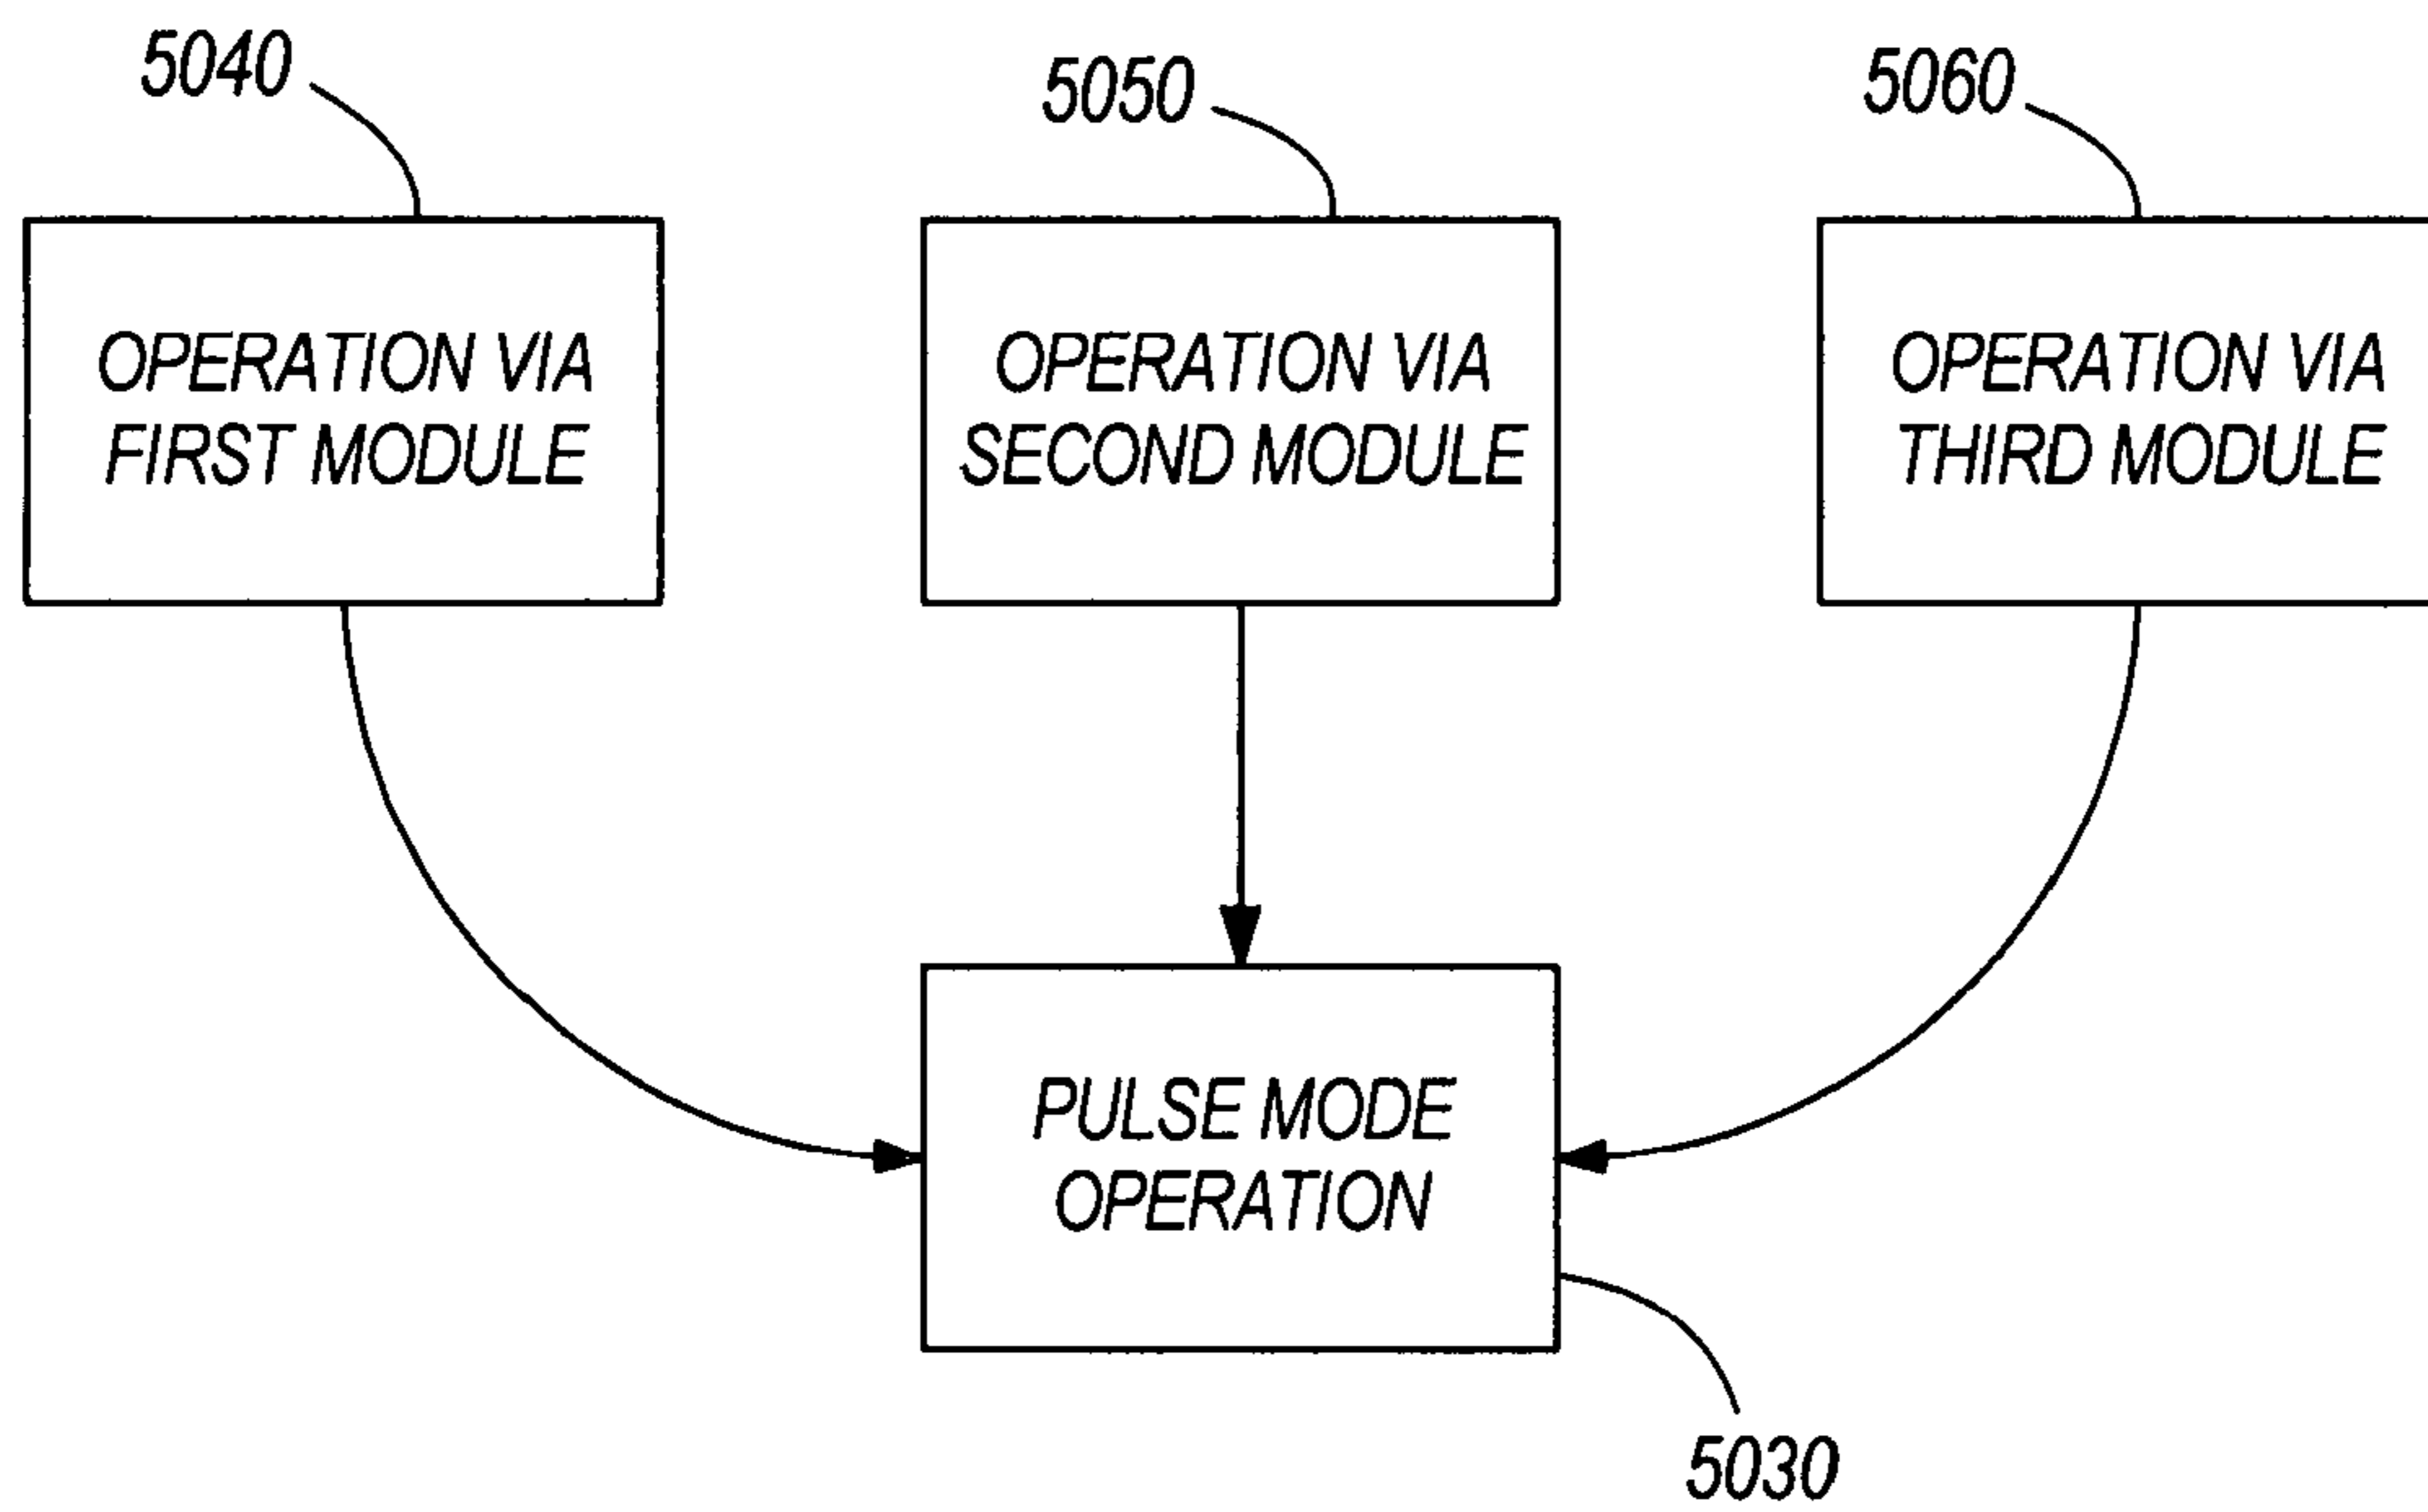 5040
5050
5060
OPERATION VIA
FIRST MODULE
OPERATION VIA
SECOND MODULE
OPERATION VIA
THIRD MODULE
PULSE MODE
OPERATION
5030